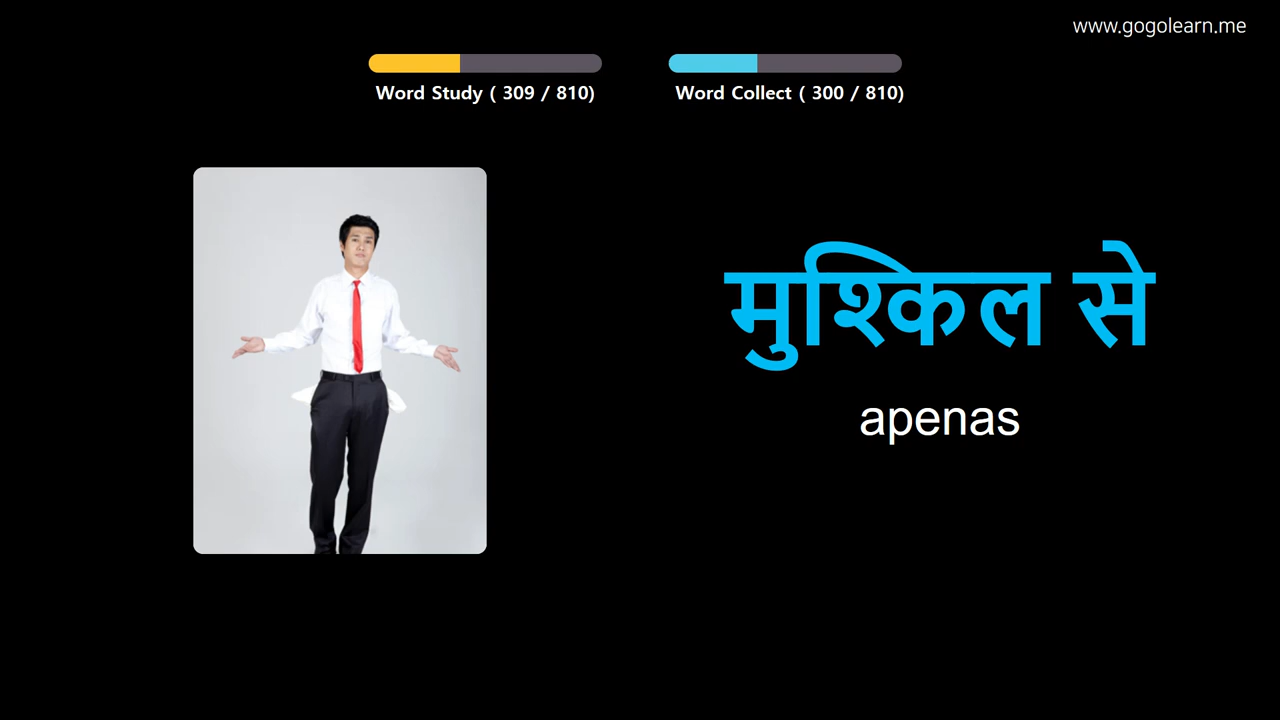 www.gogolearn.me
Word Study ( 309 / 810)
Word Collect ( 300 / 810)
मुश्किल से
apenas